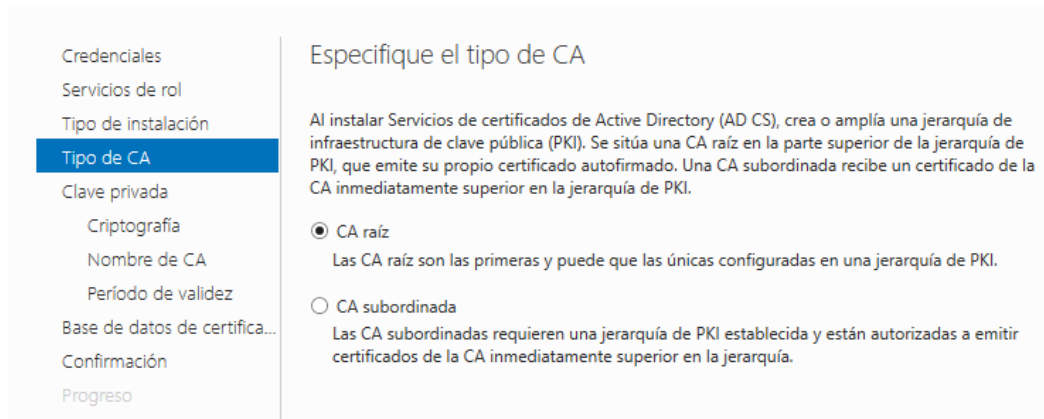 Credenciales
Servicios de rol
Tipo de instalación
Tipo de CA
Clave privada
Criptografía
Nombre de CA
Período de validez
Base de datos de certifica...
Confirmación
Progreso
Especifique el tipo de CA
Al instalar Servicios de certificados de Active Directory (AD CS), crea o amplía una jerarquía de
infraestructura de clave pública (PKI). Se sitúa una CA raíz en la parte superior de la jerarquía de
PKI, que emite su propio certificado autofirmado. Una CA subordinada recibe un certificado de la
CA inmediatamente superior en la jerarquía de PKI.
CA raíz
Las CA raíz son las primeras y puede que las únicas configuradas en una jerarquía de PKI.
CA subordinada
Las CA subordinadas requieren una jerarquía de PKI establecida y están autorizadas a emitir
certificados de la CA inmediatamente superior en la jerarquía.